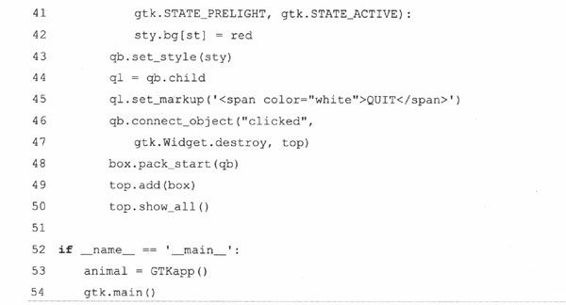 41 gtk.STATE_PRELIGHT, gtk.STATE_ACTIVE):
42 sty.bg[st] = red
43 qb.set_style(sty)
44 ql = qb.child
45 ql.set_markup('<span color="white">QUIT</span>')
46 qb.connect_object("clicked",
47 gtk.Widget.destroy, top)
48 box.pack_start(qb)
49 top.add(box)
50 top.show_all()
51
52 if __name__ == '__main__':
53 animal = GTKapp()
54 gtk.main()